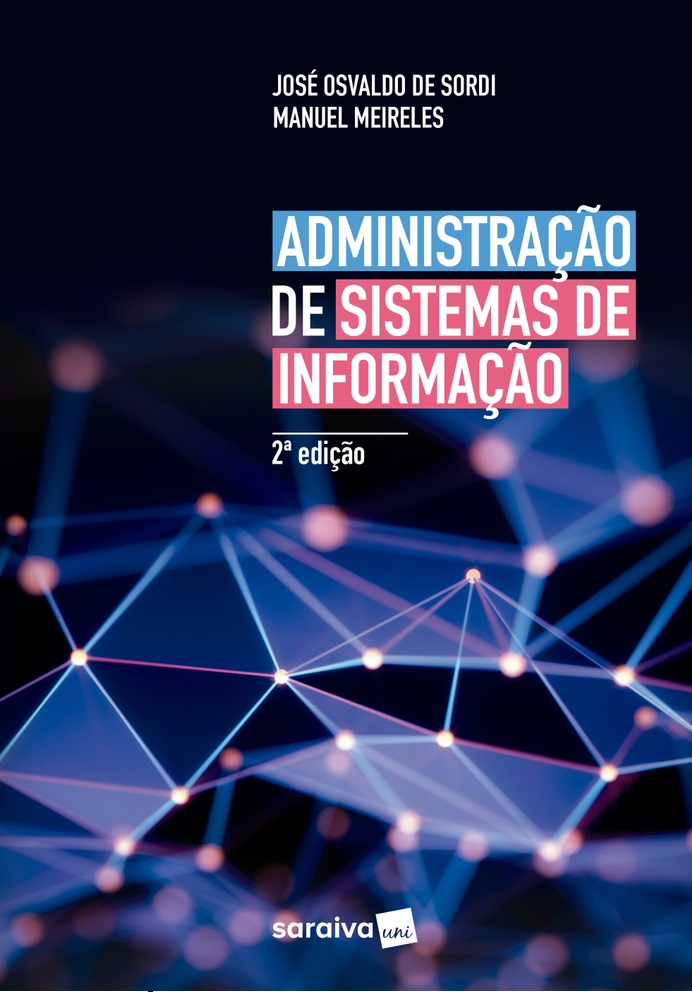 JOSÉ OSVALDO DE SORDI
MANUEL MEIRELES
ADMINISTRAÇÃO
DE SISTEMAS DE
INFORMAÇÃO
2ª edição
saraiva uni